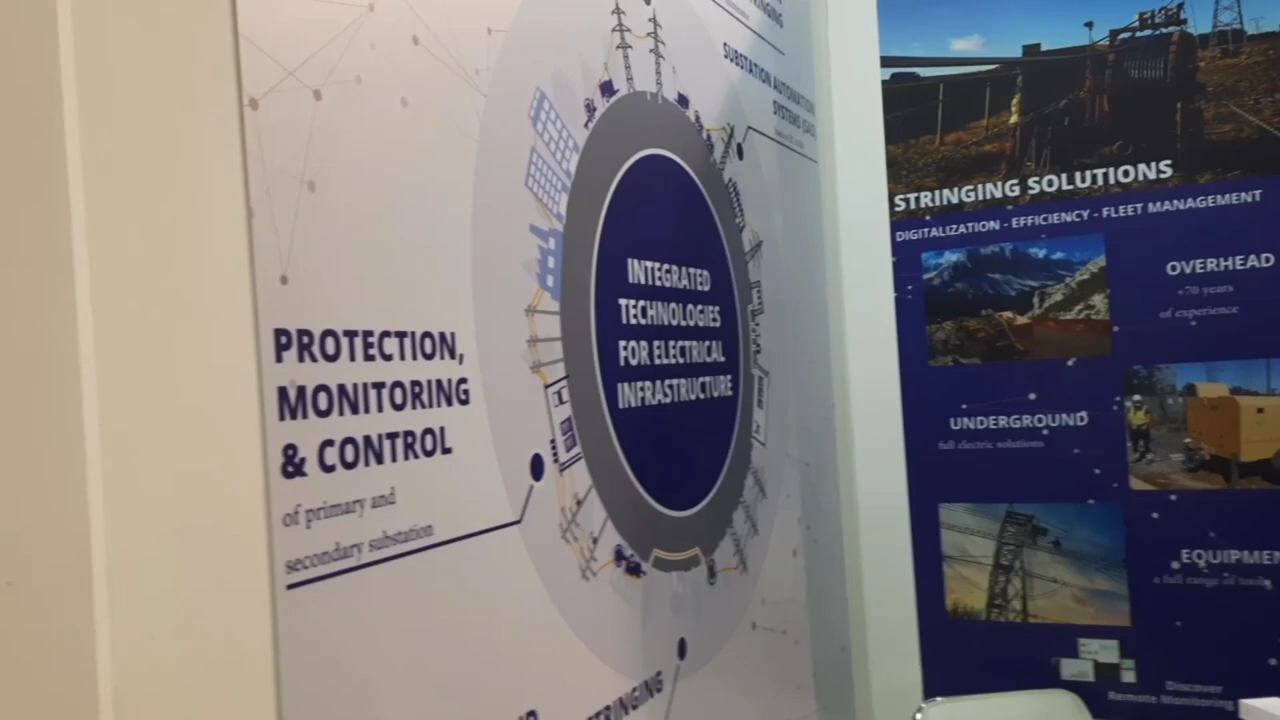 STRINGING
SUBSTATION AUTOMATION
SYSTEMS (SAS)
INTEGRATED
TECHNOLOGIES
FOR ELECTRICAL
INFRASTRUCTURE
PROTECTION,
MONITORING
& CONTROL
of primary and
secondary substation
STRINGING
STRINGING SOLUTIONS
DIGITALIZATION - EFFICIENCY - FLEET MANAGEMENT
OVERHEAD
+70 years
of experience
UNDERGROUND
full electric solutions
EQUIPMEN
a full range of tools
Discover
Remote Monitoring